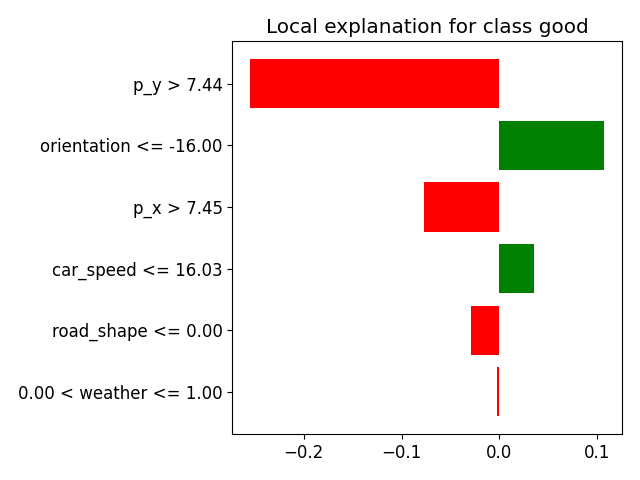 Local explanation for class good
p_y > 7.44
orientation <= -16.00
p_x > 7.45
car_speed <= 16.03
road_shape <= 0.00
0.00 < weather <= 1.00
−0.2 −0.1 0.0 0.1